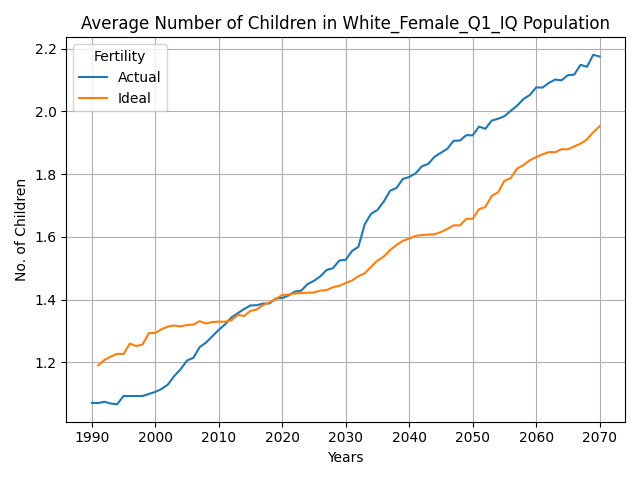 Average Number of Children in White_Female_Q1_IQ Population
Fertility
Actual
Ideal
No. of Children
2.2
2.0
1.8
1.6
1.4
1.2
1990 2000 2010 2020 2030 2040 2050 2060 2070
Years